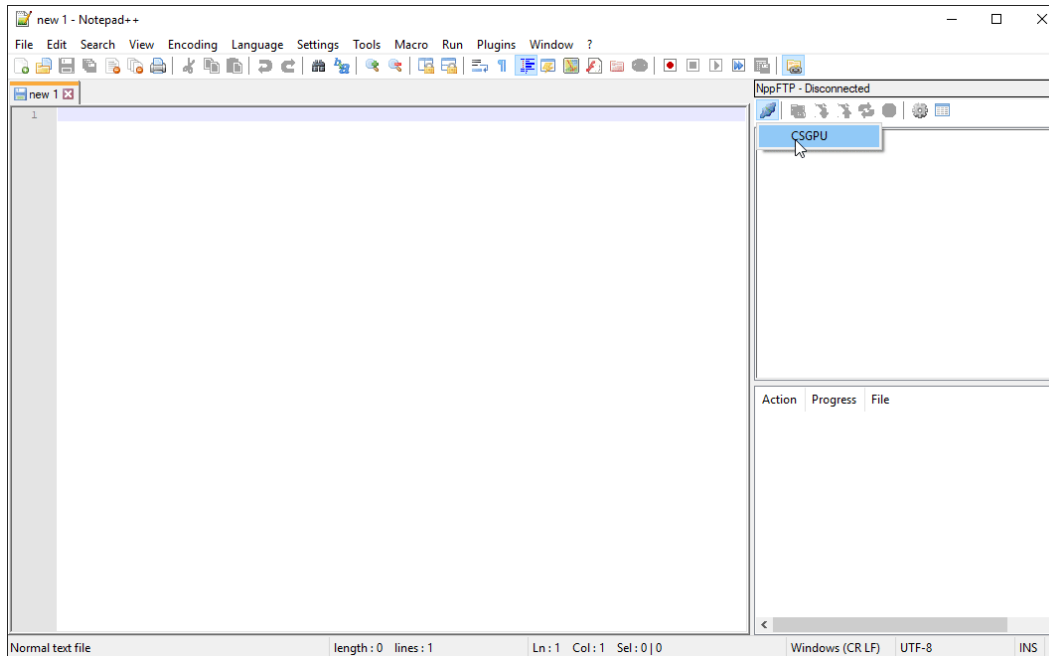 new 1 - Notepad++
File Edit Search View Encoding Language Settings Tools Macro Run Plugins Window ?
new 1
NppFTP - Disconnected
1
CSGPU
Action Progress File
Normal text file length : 0 lines : 1 Ln : 1 Col : 1 Sel : 0 | 0 Windows (CR LF) UTF-8 INS